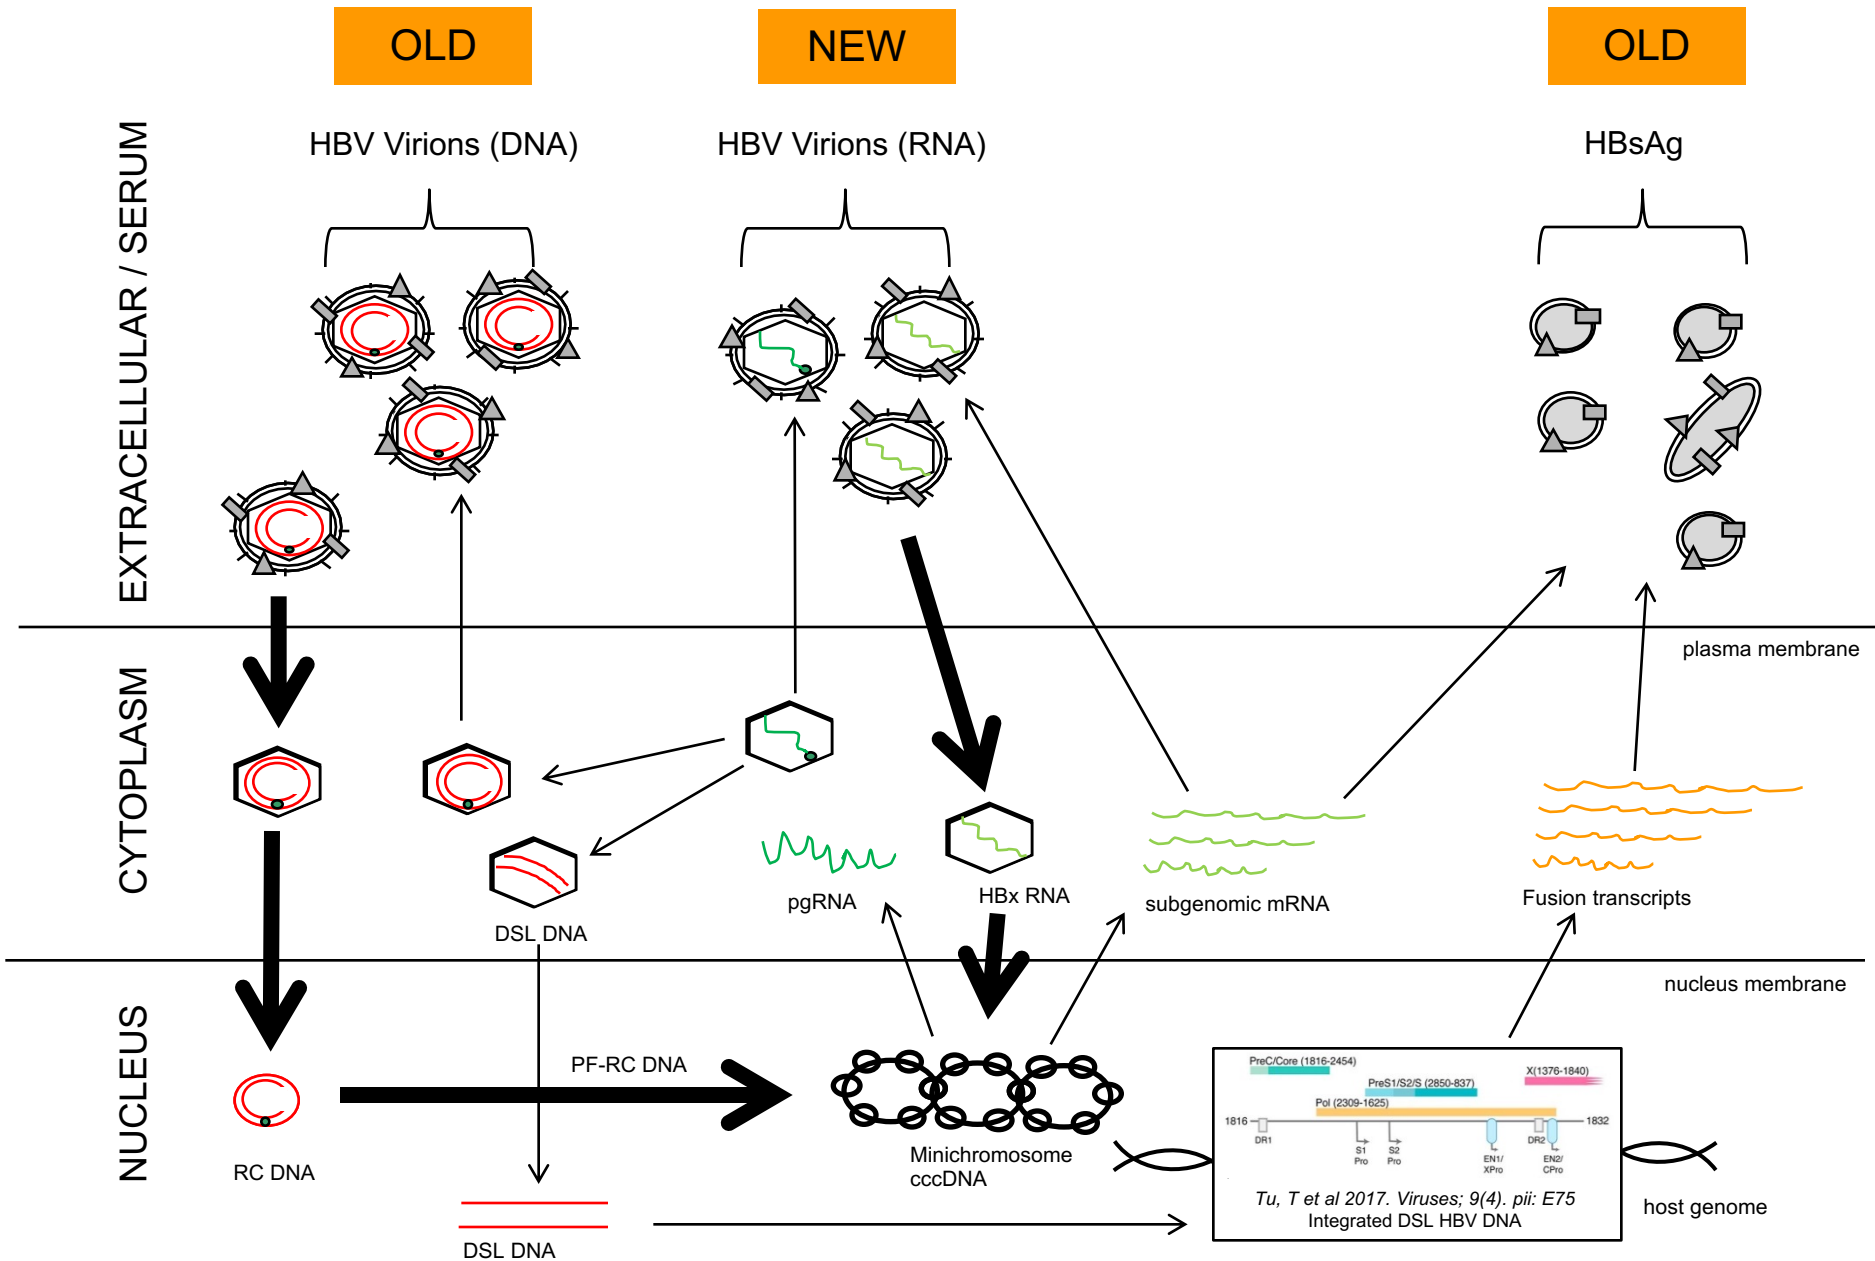 OLD
NEW
OLD
HBV Virions (DNA)
HBV Virions (RNA)
HBsAg
EXTRACELLULAR / SERUM
plasma membrane
CYTOPLASM
pgRNA
HBx RNA
subgenomic mRNA
Fusion transcripts
DSL DNA
nucleus membrane
NUCLEUS
PF-RC DNA
RC DNA
Minichromosome
cccDNA
DSL DNA
PreC/Core (1816-2454)
X(1376-1840)
PreS1/S2/S (2850-837)
Pol (2309-1625)
1816
1832
DR1
S1
Pro
S2
Pro
EN1/
XPro
DR2
EN2/
CPro
Tu, T et al 2017. Viruses; 9(4). pii: E75
Integrated DSL HBV DNA
host genome